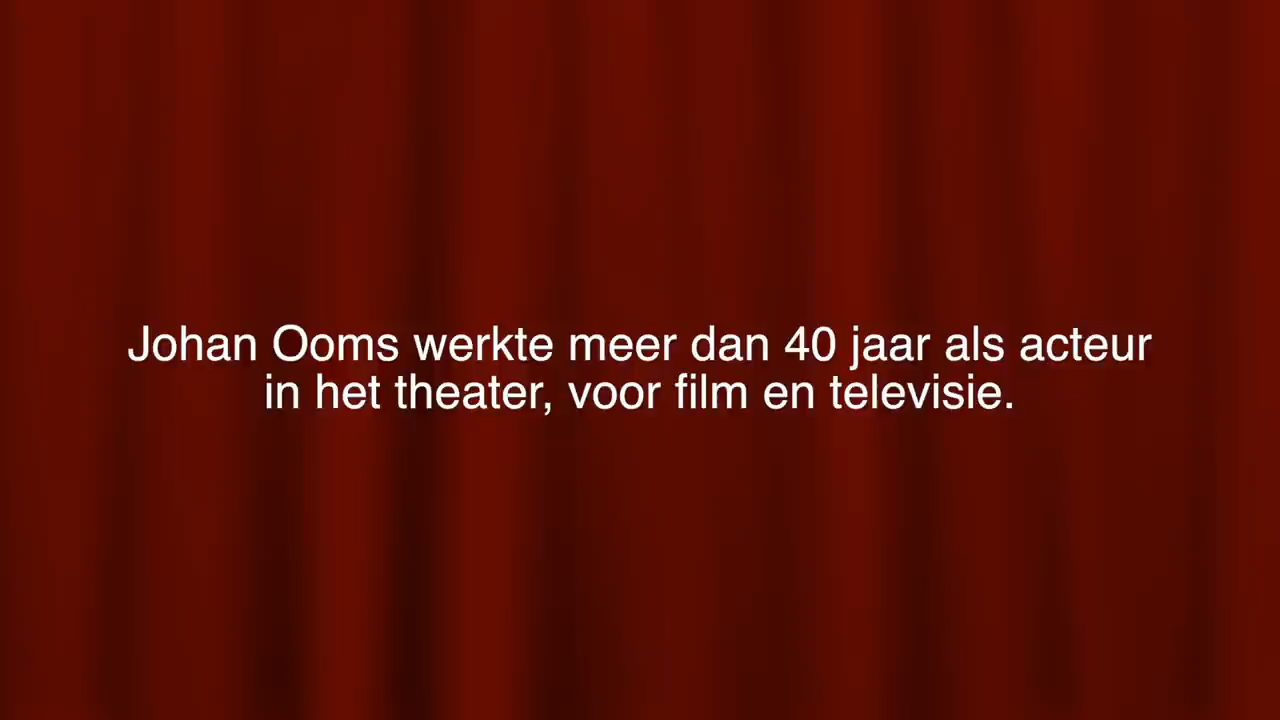 Johan Ooms werkte meer dan 40 jaar als acteur
in het theater, voor film en televisie.